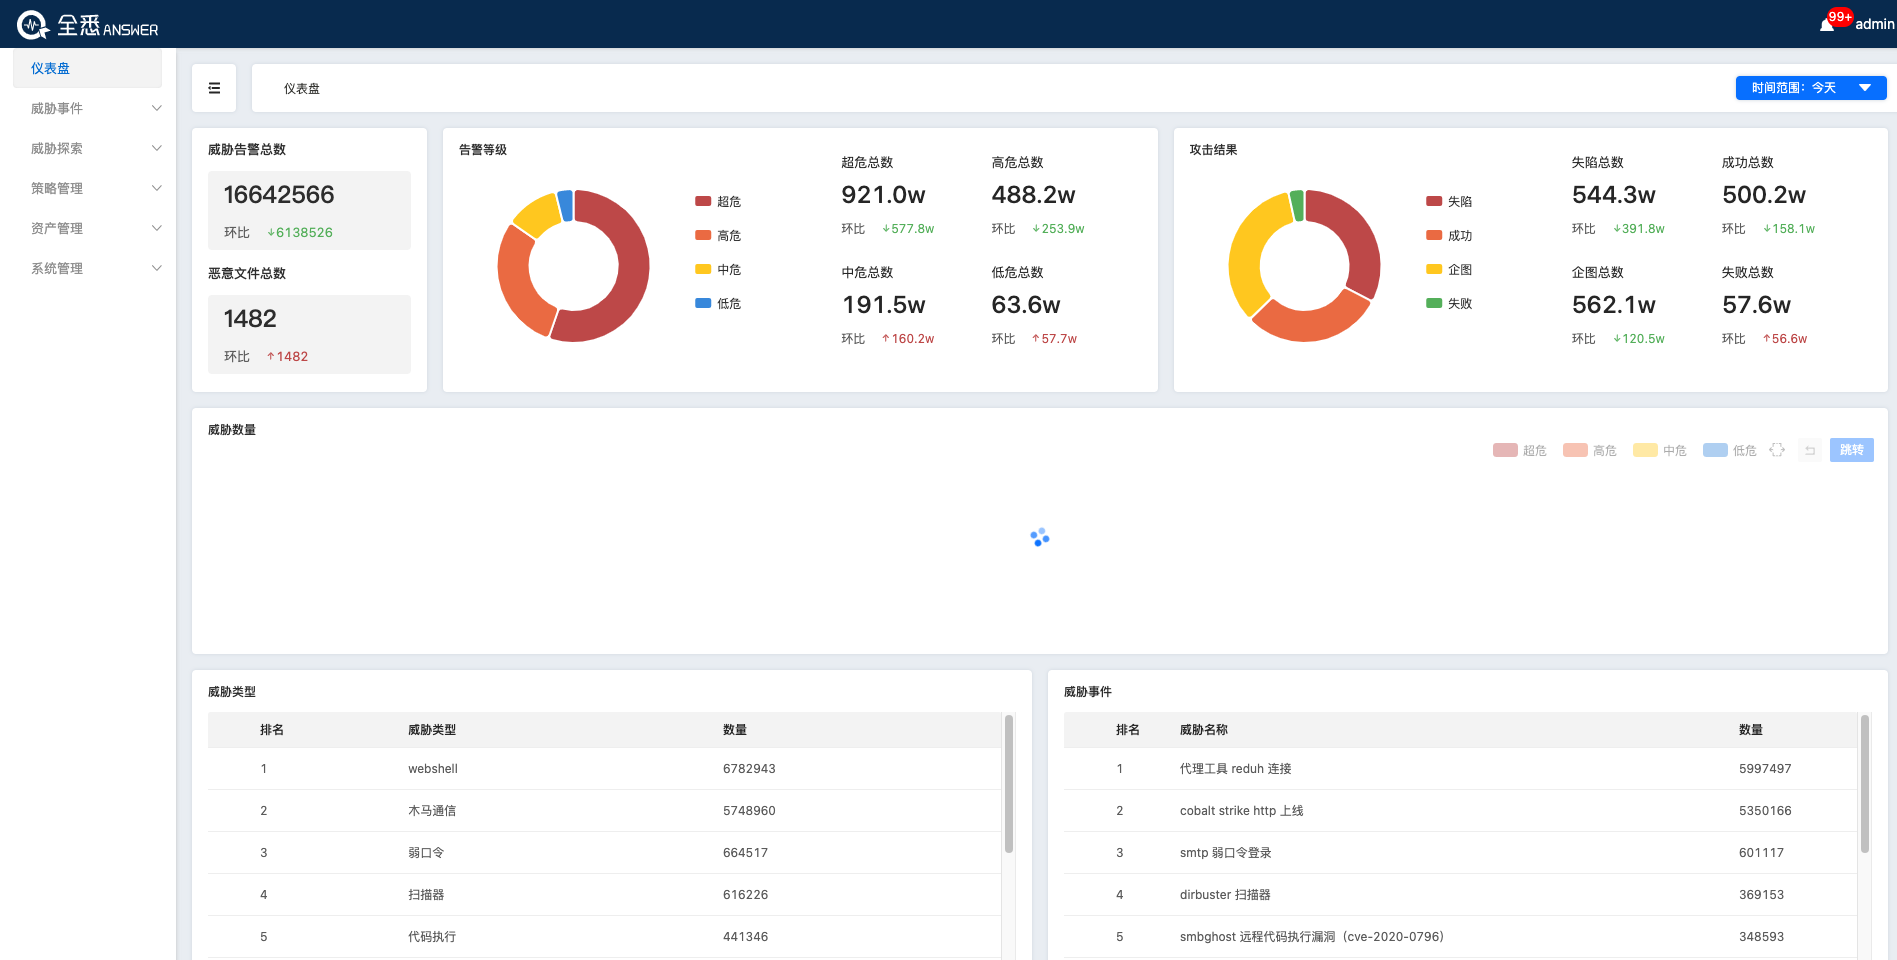 全悉 ANSWER
99+
admin
仪表盘
威胁事件
威胁探索
策略管理
资产管理
系统管理
仪表盘
时间范围：今天
威胁告警总数
16642566
环比 ↓6138526
恶意文件总数
1482
环比 ↑1482
告警等级
超危
高危
中危
低危
超危总数
921.0w
环比 ↓577.8w
高危总数
488.2w
环比 ↓253.9w
中危总数
191.5w
环比 ↑160.2w
低危总数
63.6w
环比 ↑57.7w
攻击结果
失陷
成功
企图
失败
失陷总数
544.3w
环比 ↓391.8w
成功总数
500.2w
环比 ↓158.1w
企图总数
562.1w
环比 ↓120.5w
失败总数
57.6w
环比 ↑56.6w
威胁数量
超危 高危 中危 低危 跳转
威胁类型
排名 威胁类型 数量
1 webshell 6782943
2 木马通信 5748960
3 弱口令 664517
4 扫描器 616226
5 代码执行 441346
威胁事件
排名 威胁名称 数量
1 代理工具 reduh 连接 5997497
2 cobalt strike http 上线 5350166
3 smtp 弱口令登录 601117
4 dirbuster 扫描器 369153
5 smbghost 远程代码执行漏洞（cve-2020-0796） 348593